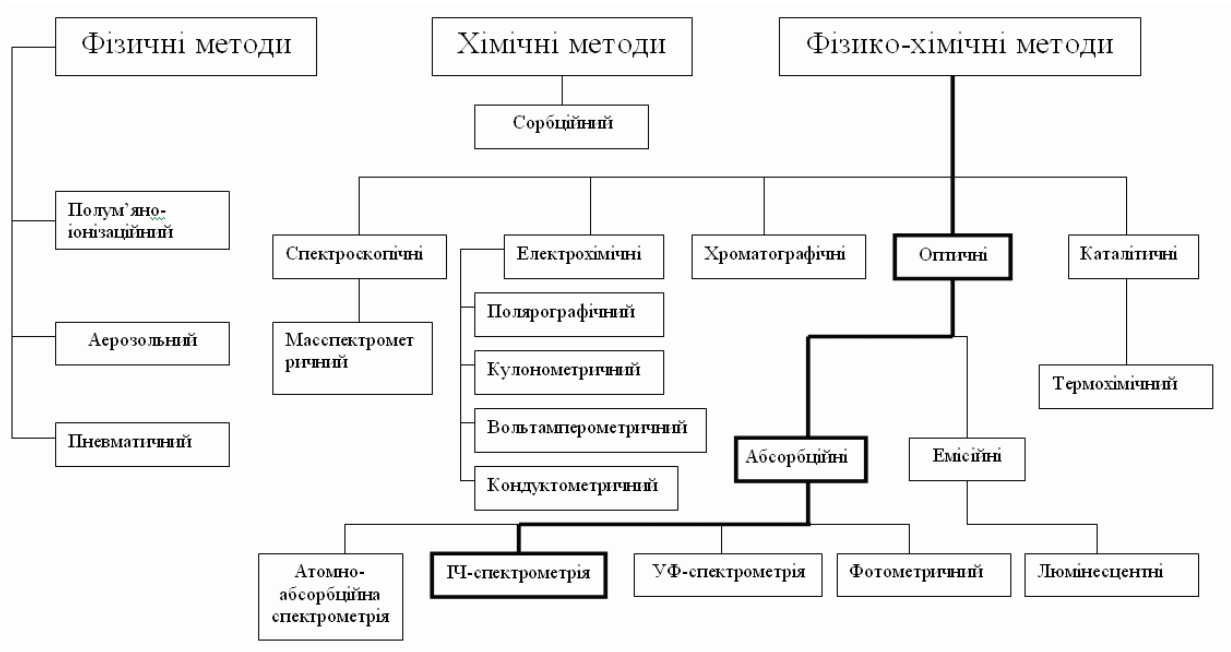 Фізичні методи
Хімічні методи
Фізико-хімічні методи
Сорбційний
Полум’яно-
іонізаційний
Спектроскопічні
Електрохімічні
Хроматографічні
Оптичні
Каталітичні
Полярографічний
Аерозольний
Масспектромет
ричний
Кулонометричний
Термохімічний
Вольтамперометричний
Пневматичний
Абсорбційні
Емісійні
Кондуктометричний
Атомно-
абсорбційна
спектрометрія
ІЧ-спектрометрія
УФ-спектрометрія
Фотометричний
Люмінесцентні